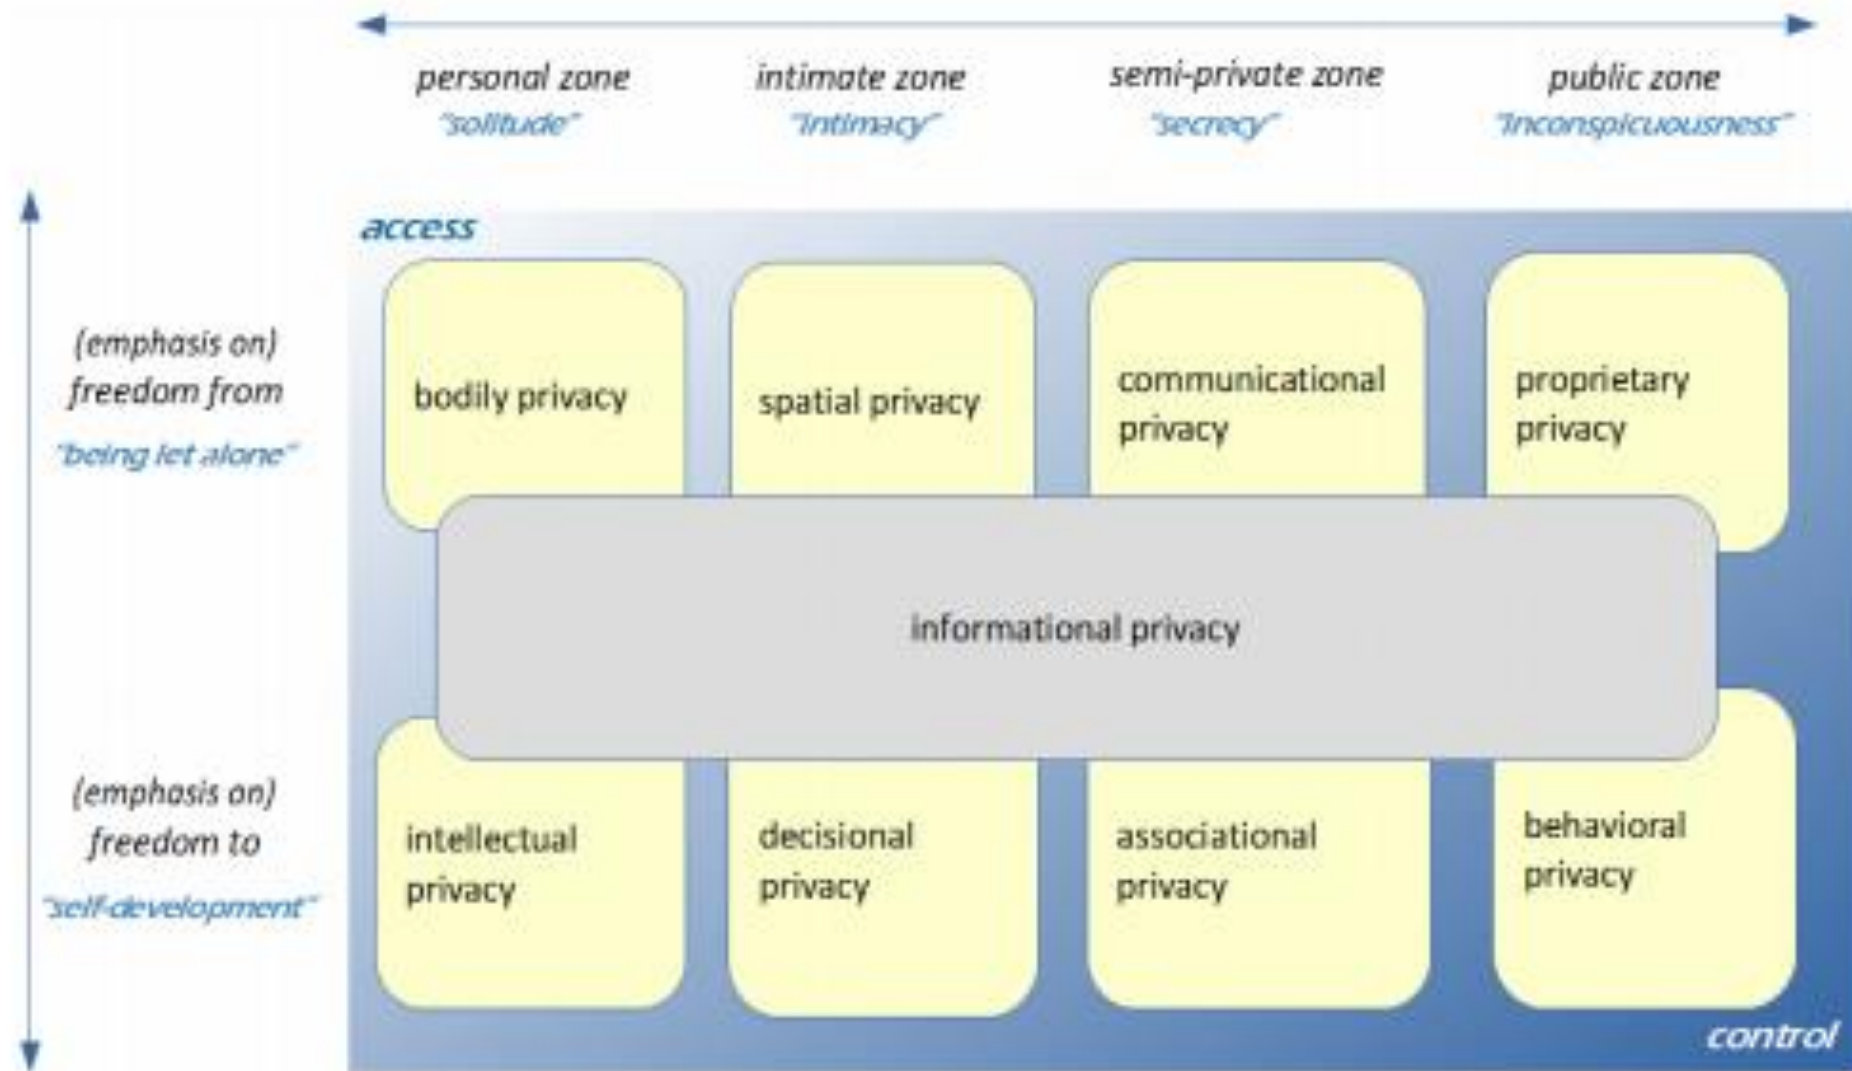 personal zone
"solitude"
intimate zone
"intimacy"
semi-private zone
"secrecy"
public zone
"inconspicuousness"
access
(emphasis on)
freedom from
"being let alone"
bodily privacy
spatial privacy
communicational
privacy
proprietary
privacy
informational privacy
(emphasis on)
freedom to
"self-development"
intellectual
privacy
decisional
privacy
associational
privacy
behavioral
privacy
control